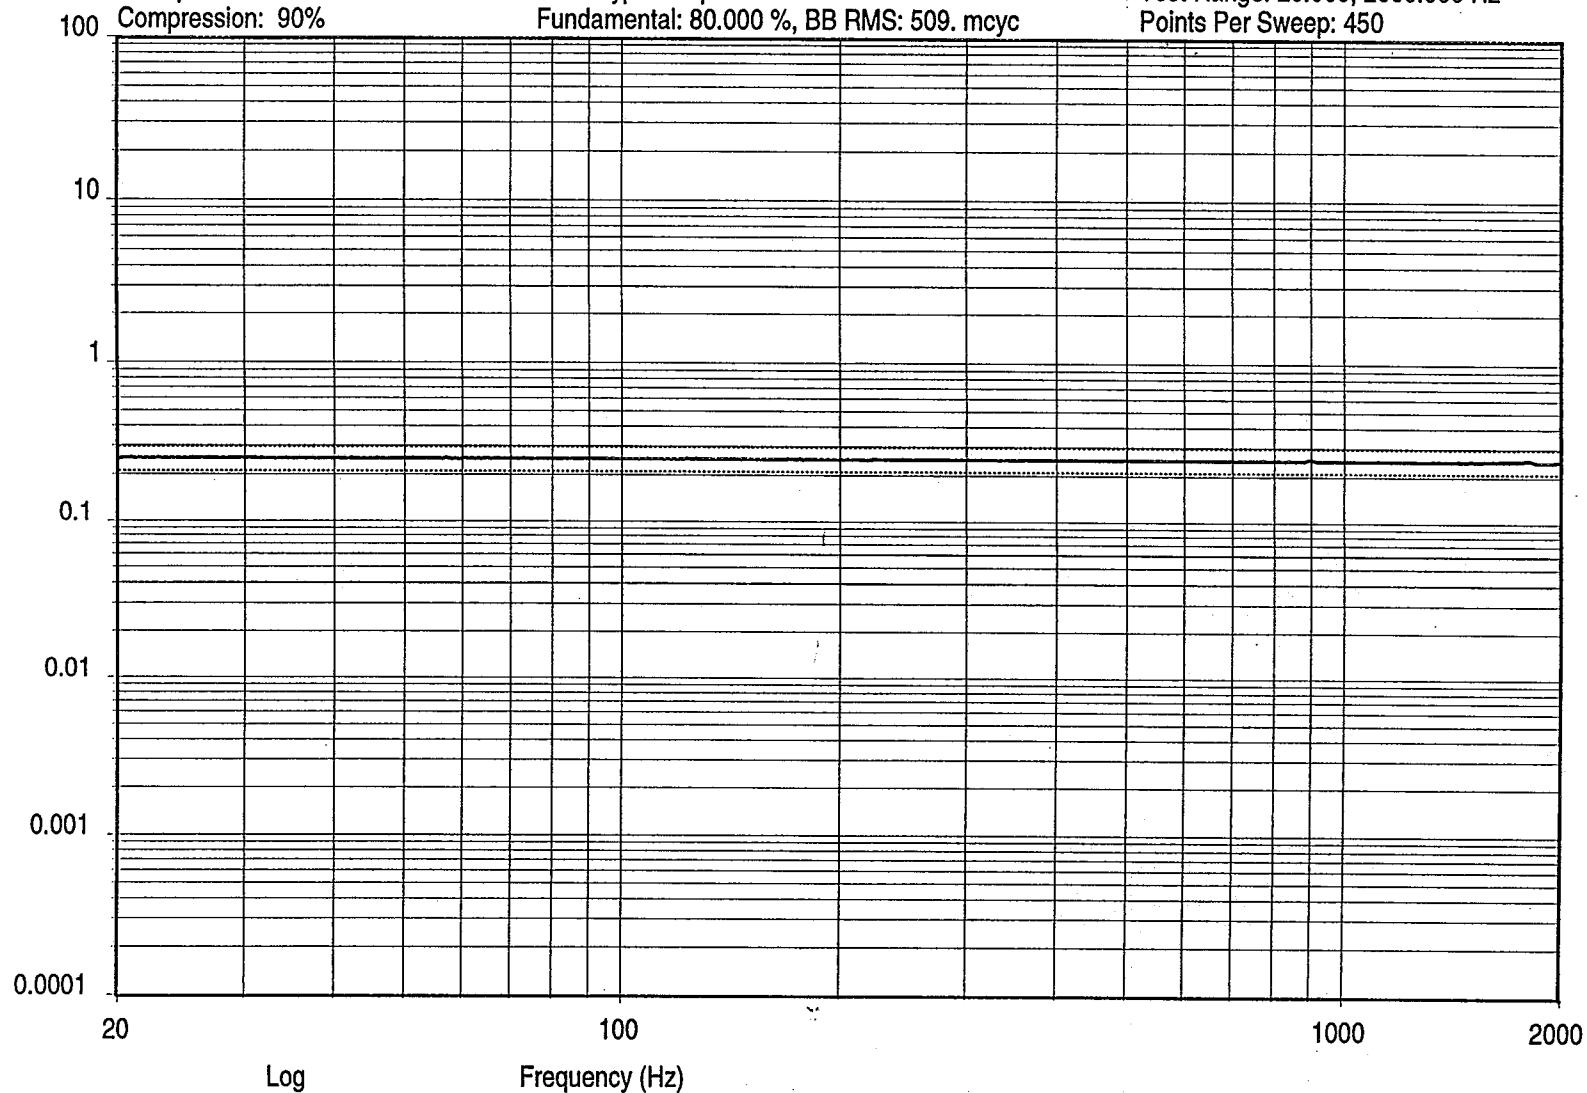 Compression: 90%
Fundamental: 80.000 %, BB RMS: 509. mcyc
Points Per Sweep: 450
100
10
1
0.1
0.01
0.001
0.0001
20
100
1000
2000
Log
Frequency (Hz)